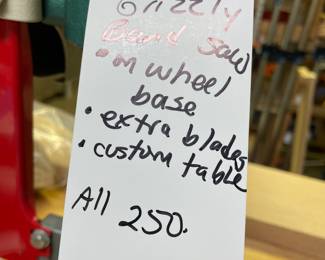 Grizzly
Band Saw
• on wheel
base
• extra blades
• custom table
All 250.